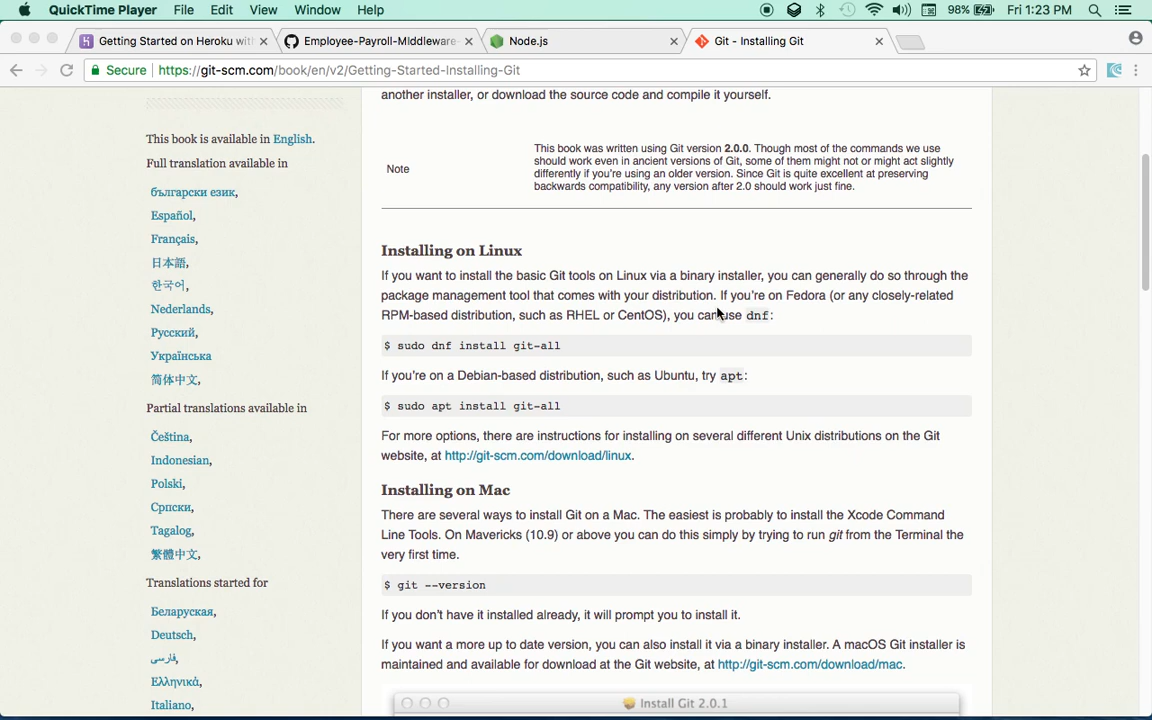 QuickTime Player File Edit View Window Help 98% Fri 1:23 PM
Getting Started on Heroku with Employee-Payroll-Middleware- Node.js Git - Installing Git
Secure https://git-scm.com/book/en/v2/Getting-Started-Installing-Git
another installer, or download the source code and compile it yourself.
This book is available in English.
Full translation available in
български език,
Español,
Français,
日本語,
한국어,
Nederlands,
Русский,
Українська
简体中文,
Partial translations available in
Čeština,
Indonesian,
Polski,
Српски,
Tagalog,
繁體中文,
Translations started for
Беларуская,
Deutsch,
فارسی,
Ελληνικά,
Italiano,
Note
This book was written using Git version 2.0.0. Though most of the commands we use
should work even in ancient versions of Git, some of them might not or might act slightly
differently if you're using an older version. Since Git is quite excellent at preserving
backwards compatibility, any version after 2.0 should work just fine.
Installing on Linux
If you want to install the basic Git tools on Linux via a binary installer, you can generally do so through the
package management tool that comes with your distribution. If you're on Fedora (or any closely-related
RPM-based distribution, such as RHEL or CentOS), you can use dnf:
$ sudo dnf install git-all
If you're on a Debian-based distribution, such as Ubuntu, try apt:
$ sudo apt install git-all
For more options, there are instructions for installing on several different Unix distributions on the Git
website, at http://git-scm.com/download/linux.
Installing on Mac
There are several ways to install Git on a Mac. The easiest is probably to install the Xcode Command
Line Tools. On Mavericks (10.9) or above you can do this simply by trying to run git from the Terminal the
very first time.
$ git --version
If you don't have it installed already, it will prompt you to install it.
If you want a more up to date version, you can also install it via a binary installer. A macOS Git installer is
maintained and available for download at the Git website, at http://git-scm.com/download/mac.
Install Git 2.0.1